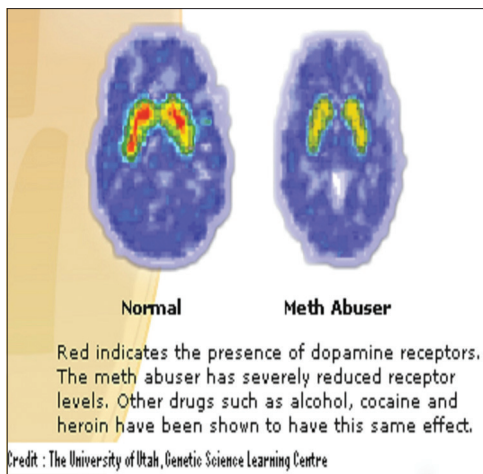 Normal Meth Abuser
Red indicates the presence of dopamine receptors.
The meth abuser has severely reduced receptor
levels. Other drugs such as alcohol, cocaine and
heroin have been shown to have this same effect.
Credit : The University of Utah, Genetic Science Learning Centre